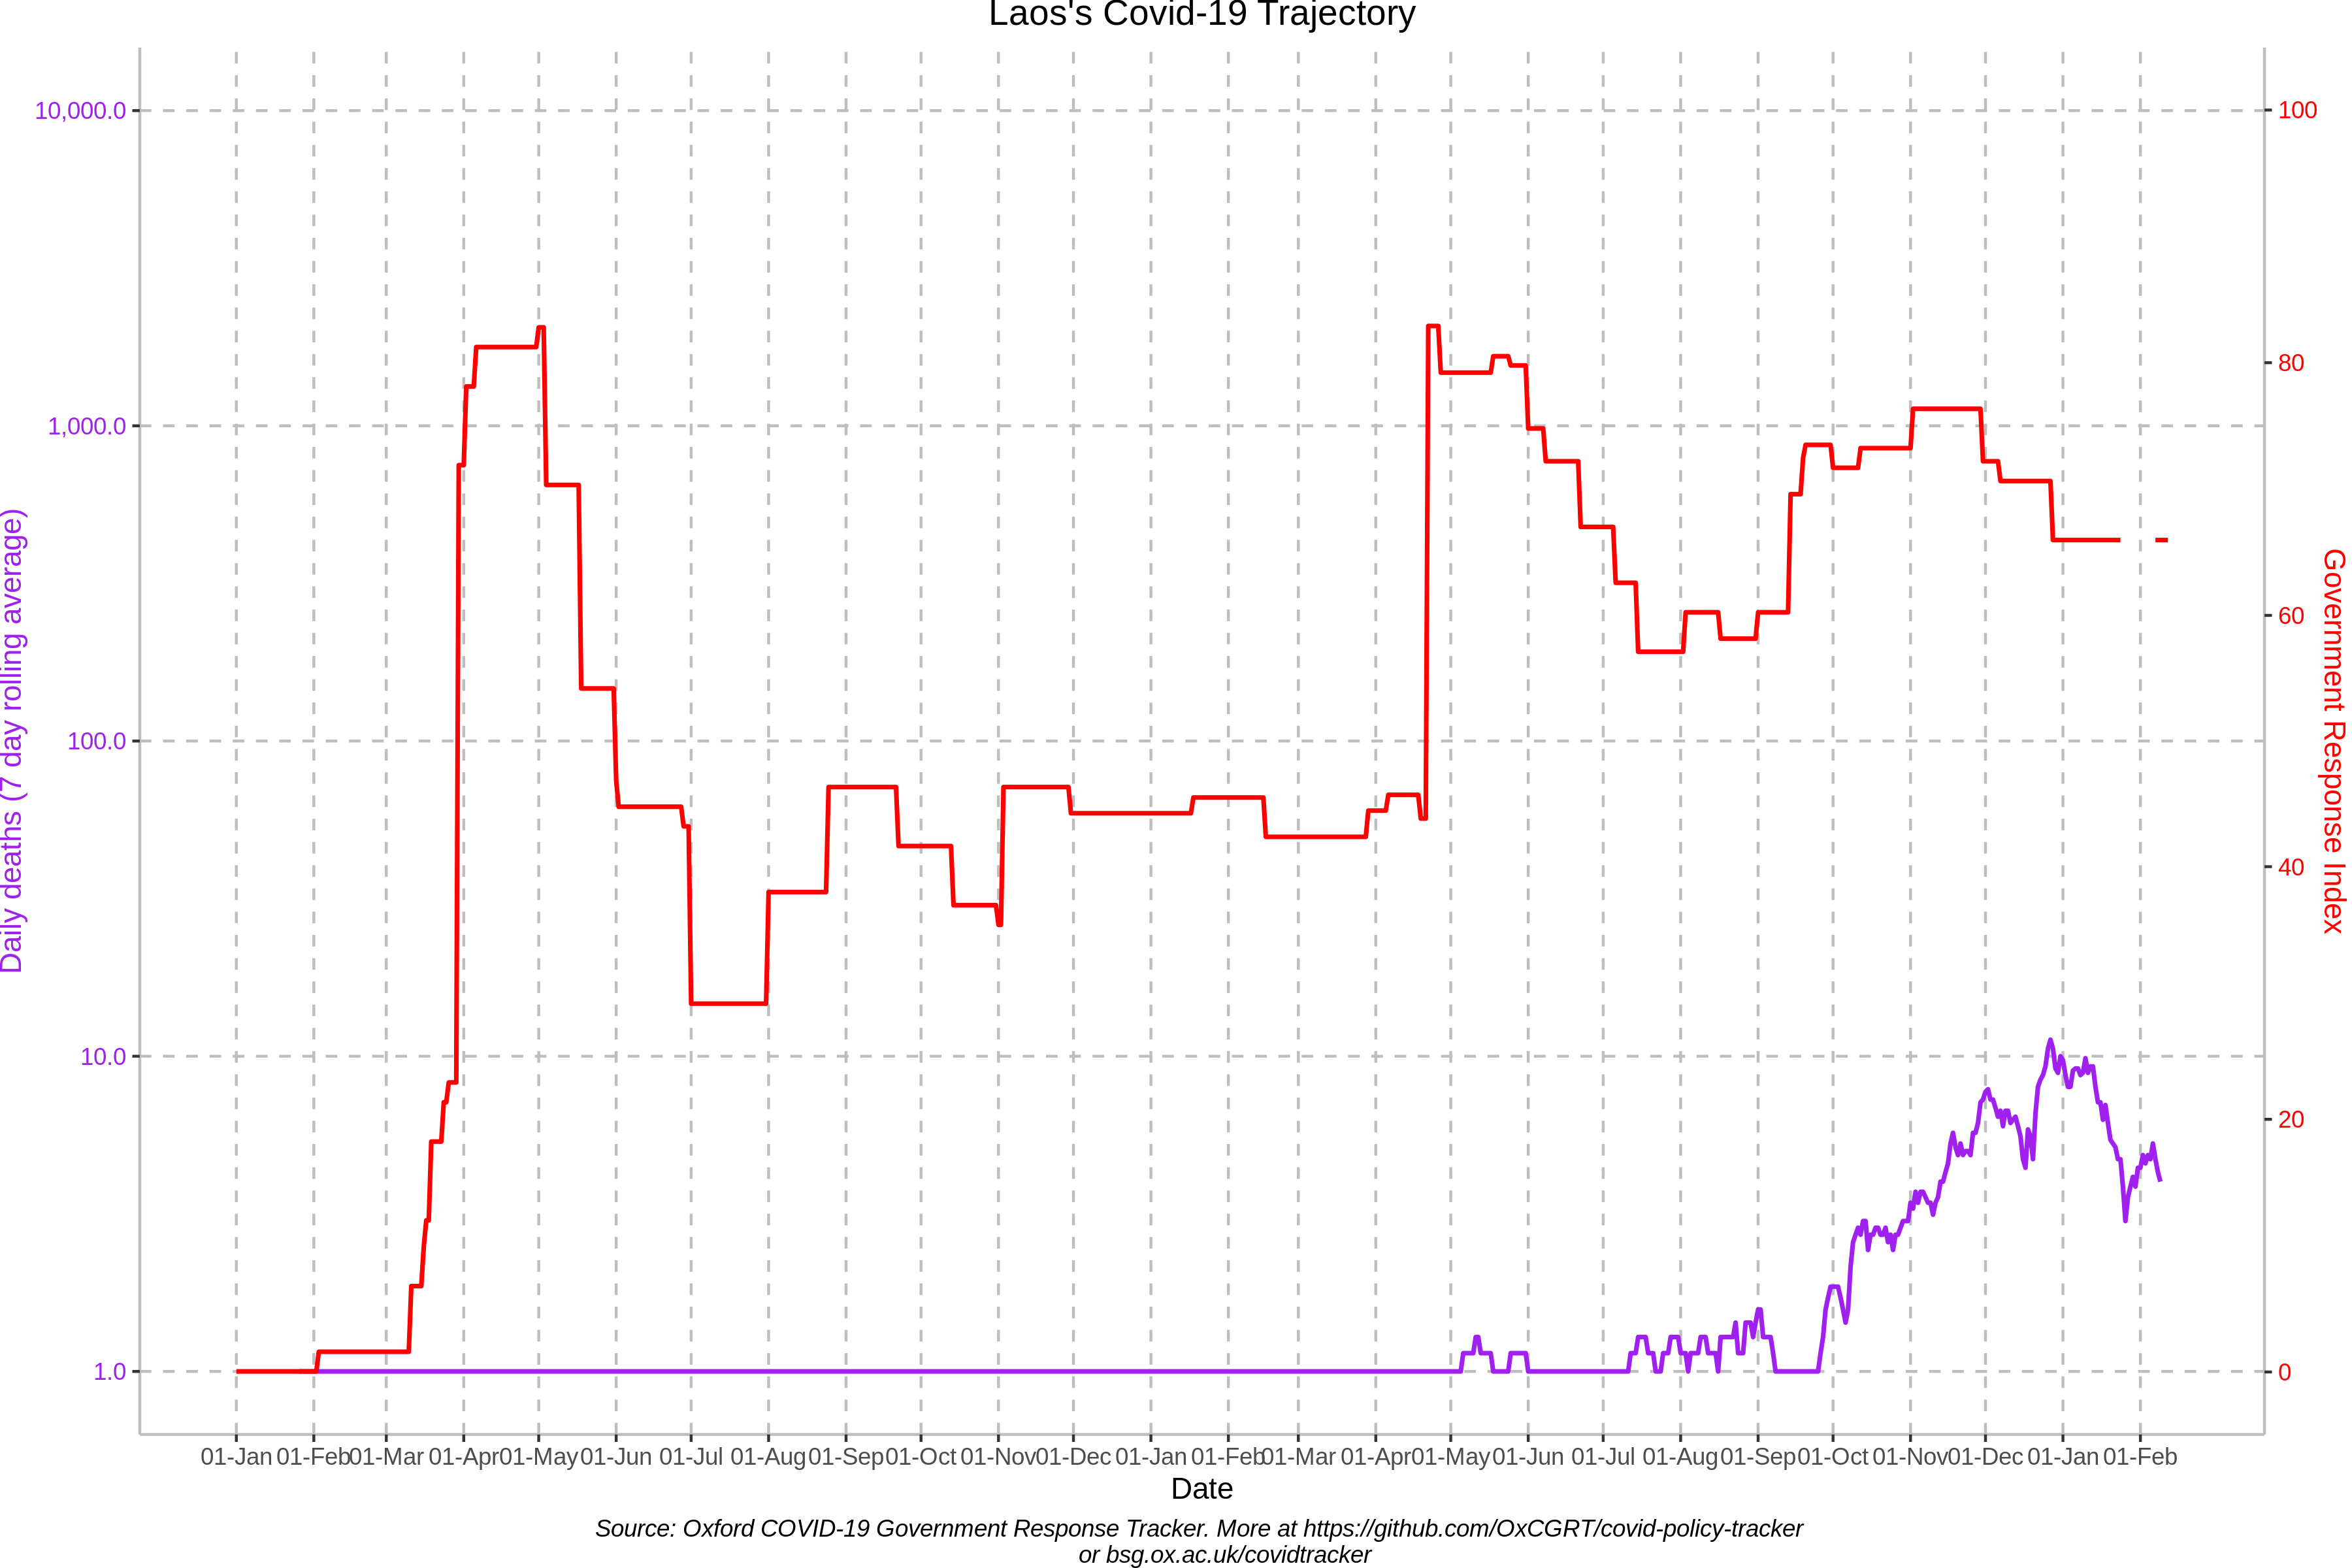 Laos's Covid-19 Trajectory
10,000.0
1,000.0
100.0
10.0
1.0
Daily deaths (7 day rolling average)
100
80
60
40
20
0
Government Response Index
01-Jan 01-Feb 01-Mar 01-Apr 01-May 01-Jun 01-Jul 01-Aug 01-Sep 01-Oct 01-Nov 01-Dec 01-Jan 01-Feb 01-Mar 01-Apr 01-May 01-Jun 01-Jul 01-Aug 01-Sep 01-Oct 01-Nov 01-Dec 01-Jan 01-Feb
Date
Source: Oxford COVID-19 Government Response Tracker. More at https://github.com/OxCGRT/covid-policy-tracker
or bsg.ox.ac.uk/covidtracker